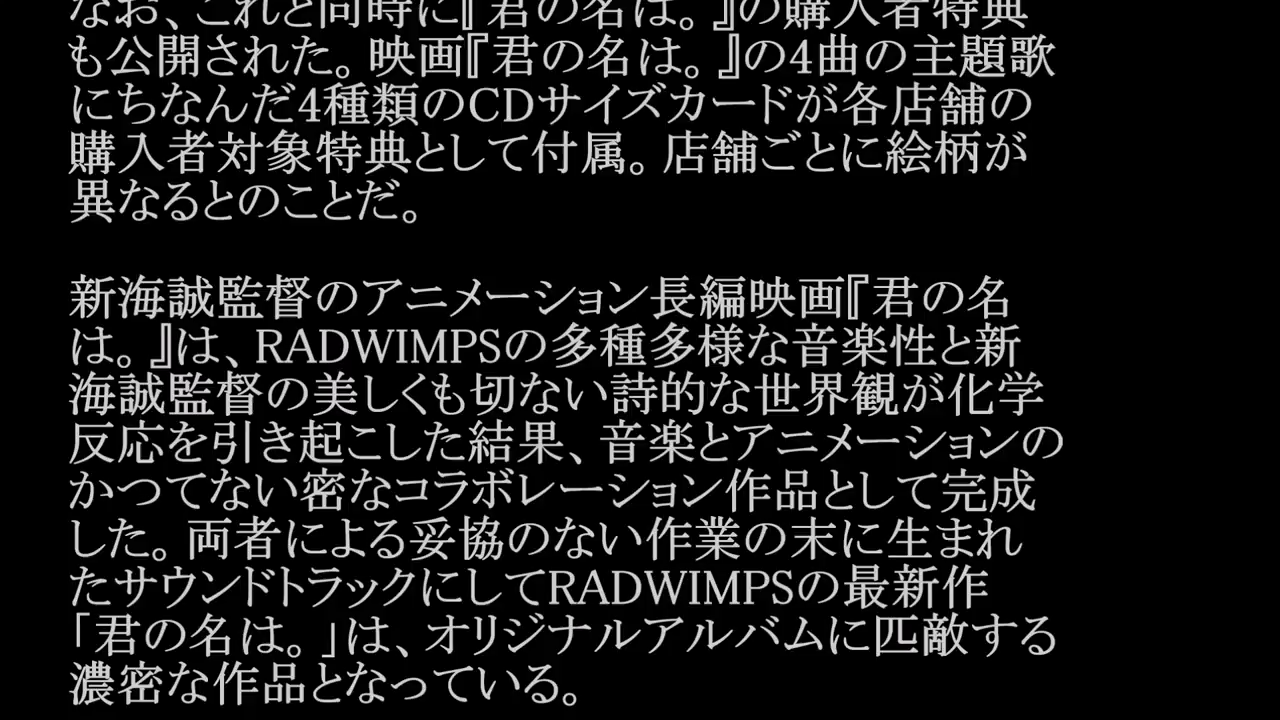 なお、これと同時に『君の名は。』の購入者特典
も公開された。映画『君の名は。』の4曲の主題歌
にちなんだ4種類のCDサイズカードが各店舗の
購入者対象特典として付属。店舗ごとに絵柄が
異なるとのことだ。
新海誠監督のアニメーション長編映画『君の名
は。』は、RADWIMPSの多種多様な音楽性と新
海誠監督の美しくも切ない詩的な世界観が化学
反応を引き起こした結果、音楽とアニメーションの
かつてない密なコラボレーション作品として完成
した。両者による妥協のない作業の末に生まれ
たサウンドトラックにしてRADWIMPSの最新作
「君の名は。」は、オリジナルアルバムに匹敵する
濃密な作品となっている。